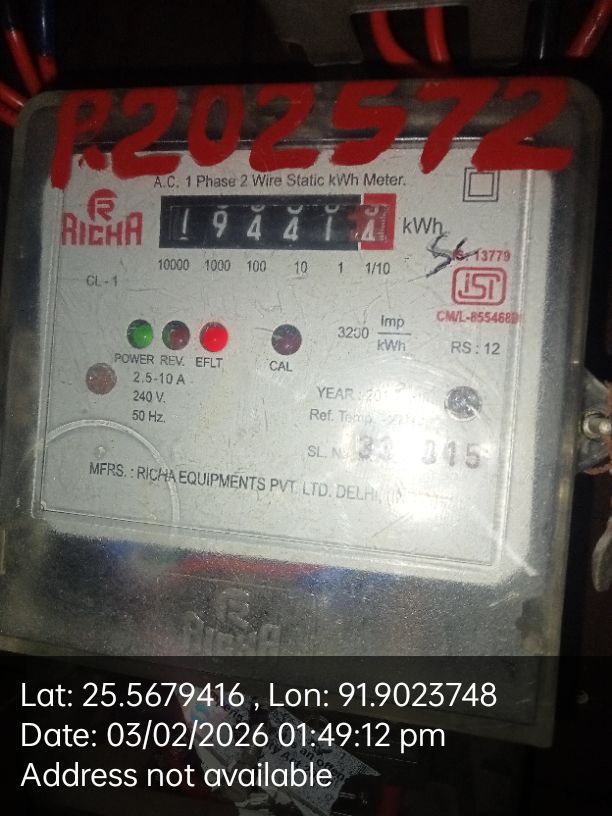 R202572
A.C. 1 Phase 2 Wire Static kWh Meter.
RICHA
194414 kWh
10000 1000 100 10 1 1/10
IS: 13779
CL - 1
ISI
POWER REV. EFLT CAL
3200 Imp/kWh
RS : 12
2.5-10 A
240 V.
50 Hz.
YEAR :
Ref. Temp.
SL. No
MFRS. : RICHA EQUIPMENTS PVT. LTD. DELHI,
RICHA
Lat: 25.5679416 , Lon: 91.9023748
Date: 03/02/2026 01:49:12 pm
Address not available